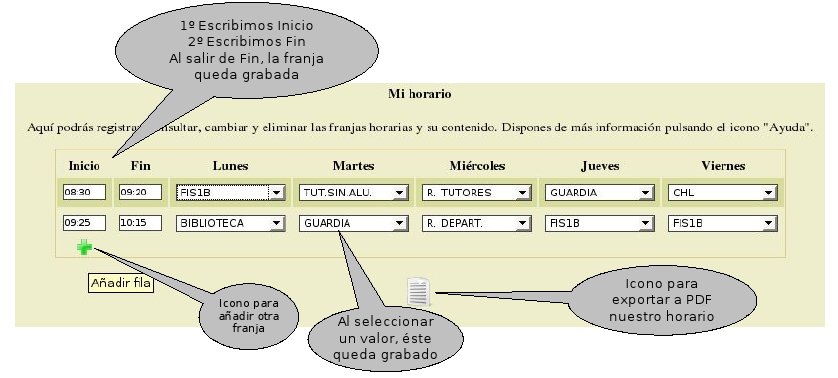 1º Escribimos Inicio
2º Escribimos Fin
Al salir de Fin, la franja
queda grabada
Mi horario
Aquí podrás registra nsultar, cambiar y eliminar las franjas horarias y su contenido. Dispones de más información pulsando el icono "Ayuda".
Inicio Fin Lunes Martes Miércoles Jueves Viernes
08:30 09:20 FIS1B TUT.SIN.ALU. R. TUTORES GUARDIA CHL
09:25 10:15 BIBLIOTECA GUARDIA R. DEPART. FIS1B FIS1B
Añadir fila
Icono para
añadir otra
franja
Al seleccionar
un valor, éste
queda grabado
Icono para
exportar a PDF
nuestro horario